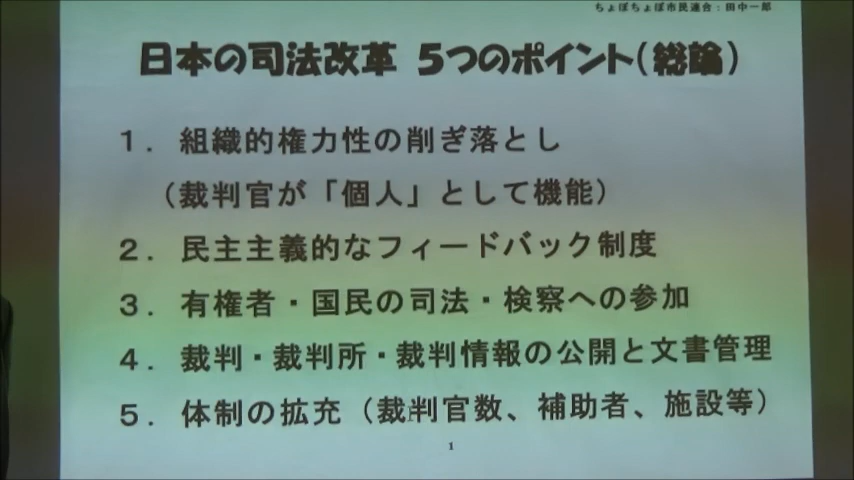 ちょぼちょぼ市民連合：田中一郎
日本の司法改革 ５つのポイント（総論）
１．組織的権力性の削ぎ落とし
（裁判官が「個人」として機能）
２．民主主義的なフィードバック制度
３．有権者・国民の司法・検察への参加
４．裁判・裁判所・裁判情報の公開と文書管理
５．体制の拡充（裁判官数、補助者、施設等）
1